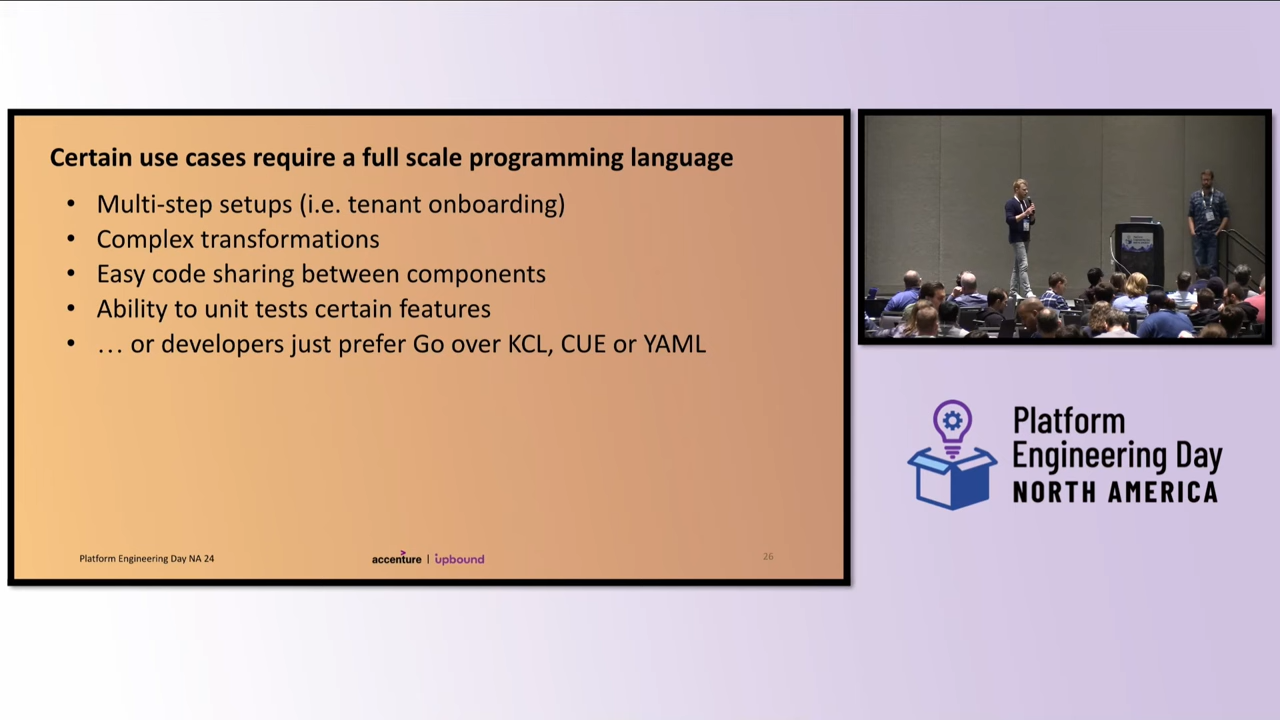 Certain use cases require a full scale programming language
• Multi-step setups (i.e. tenant onboarding)
• Complex transformations
• Easy code sharing between components
• Ability to unit tests certain features
• … or developers just prefer Go over KCL, CUE or YAML
Platform Engineering Day NA 24
accenture | upbound
26
Platform
Engineering Day
NORTH AMERICA